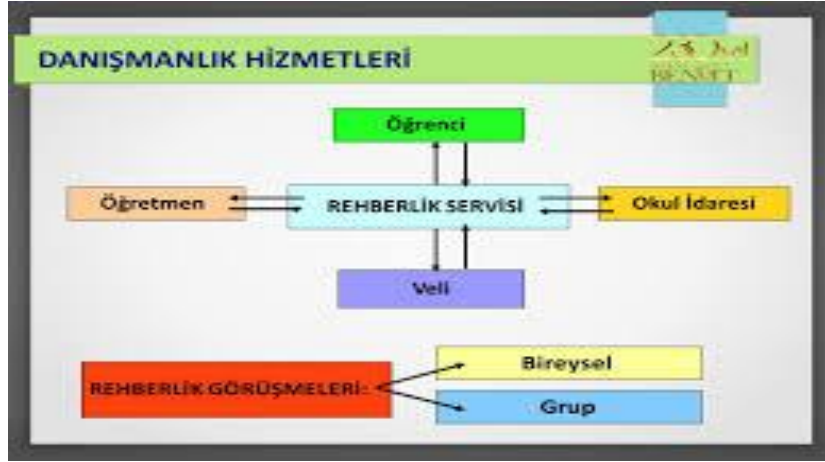 DANIŞMANLIK HİZMETLERİ
Öğrenci
Öğretmen
REHBERLİK SERVİSİ
Okul İdaresi
Veli
REHBERLİK GÖRÜŞMELERİ:
Bireysel
Grup